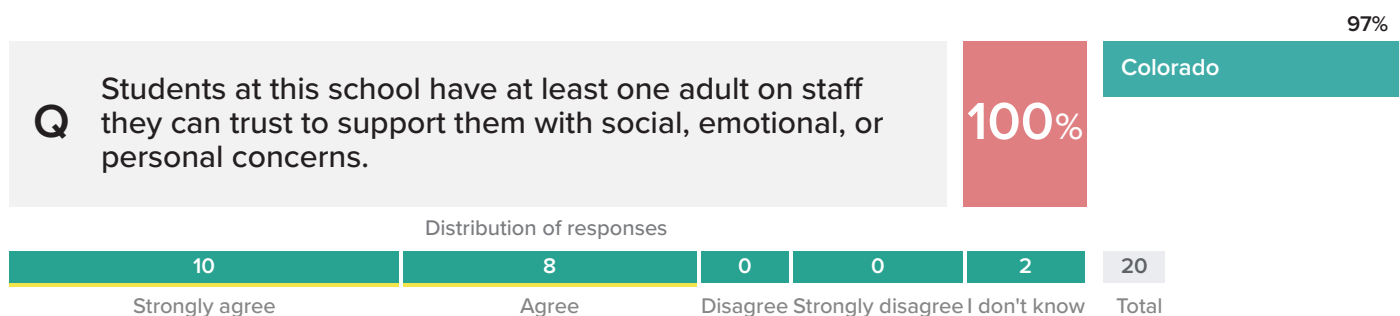 97%
Colorado
Q
Students at this school have at least one adult on staff
they can trust to support them with social, emotional, or
personal concerns.
100%
Distribution of responses
10 8 0 0 2 20
Strongly agree Agree Disagree Strongly disagree I don't know Total